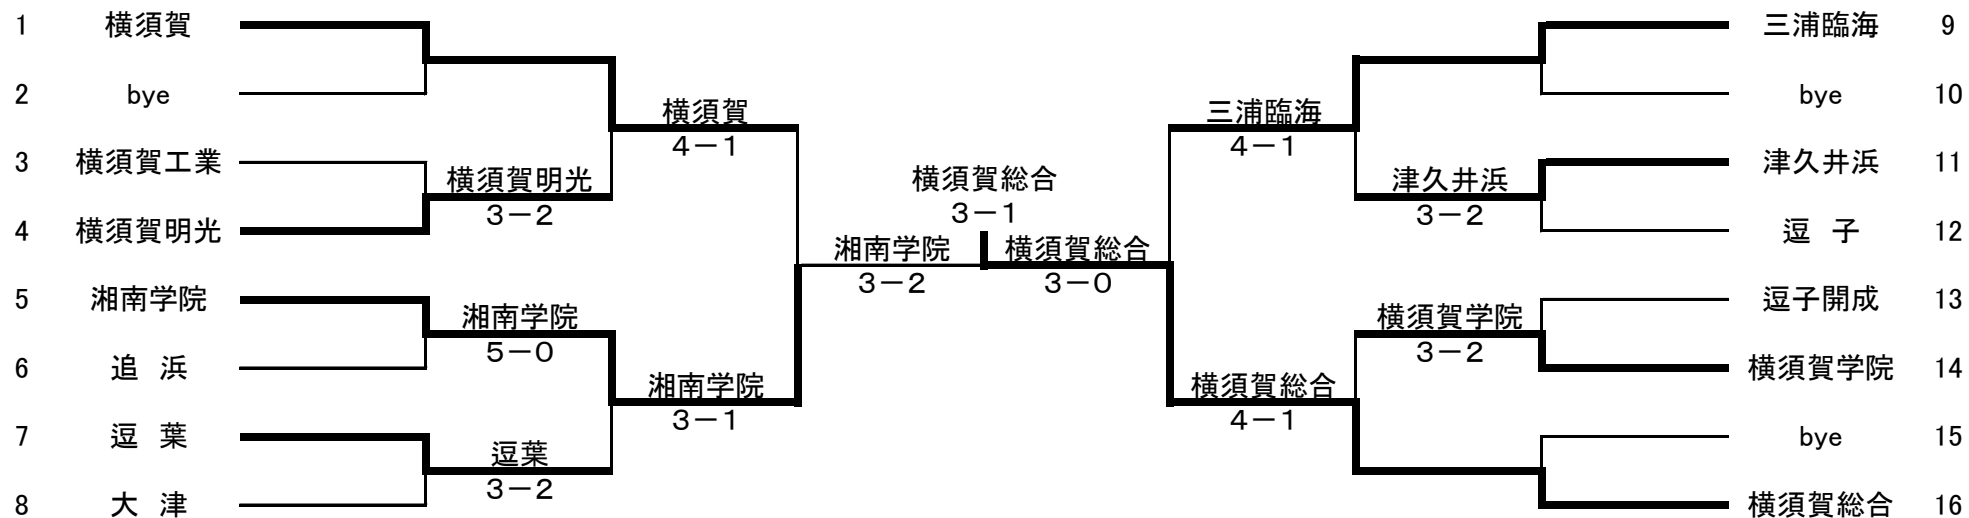 1 横須賀
2 bye
3 横須賀工業
4 横須賀明光
5 湘南学院
6 追 浜
7 逗 葉
8 大 津
横須賀明光
3－2
湘南学院
5－0
逗葉
3－2
横須賀
4－1
湘南学院
3－1
湘南学院
3－2
横須賀総合
3－1
横須賀総合
3－0
三浦臨海
4－1
横須賀総合
4－1
津久井浜
3－2
横須賀学院
3－2
三浦臨海 9
bye 10
津久井浜 11
逗 子 12
逗子開成 13
横須賀学院 14
bye 15
横須賀総合 16